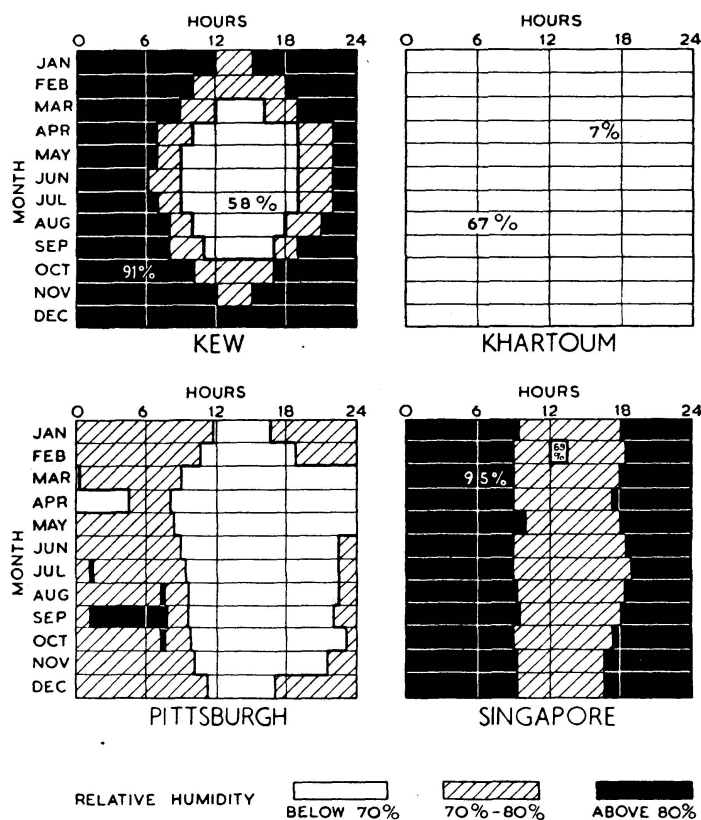 HOURS
0 6 12 18 24
JAN
FEB
MAR
APR
MAY
JUN
JUL
AUG
SEP
OCT
NOV
DEC
MONTH
58%
91%
KEW
HOURS
0 6 12 18 24
7%
67%
KHARTOUM
HOURS
0 6 12 18 24
JAN
FEB
MAR
APR
MAY
JUN
JUL
AUG
SEP
OCT
NOV
DEC
MONTH
PITTSBURGH
HOURS
0 6 12 18 24
69
%
95%
SINGAPORE
RELATIVE HUMIDITY
BELOW 70%
70%-80%
ABOVE 80%